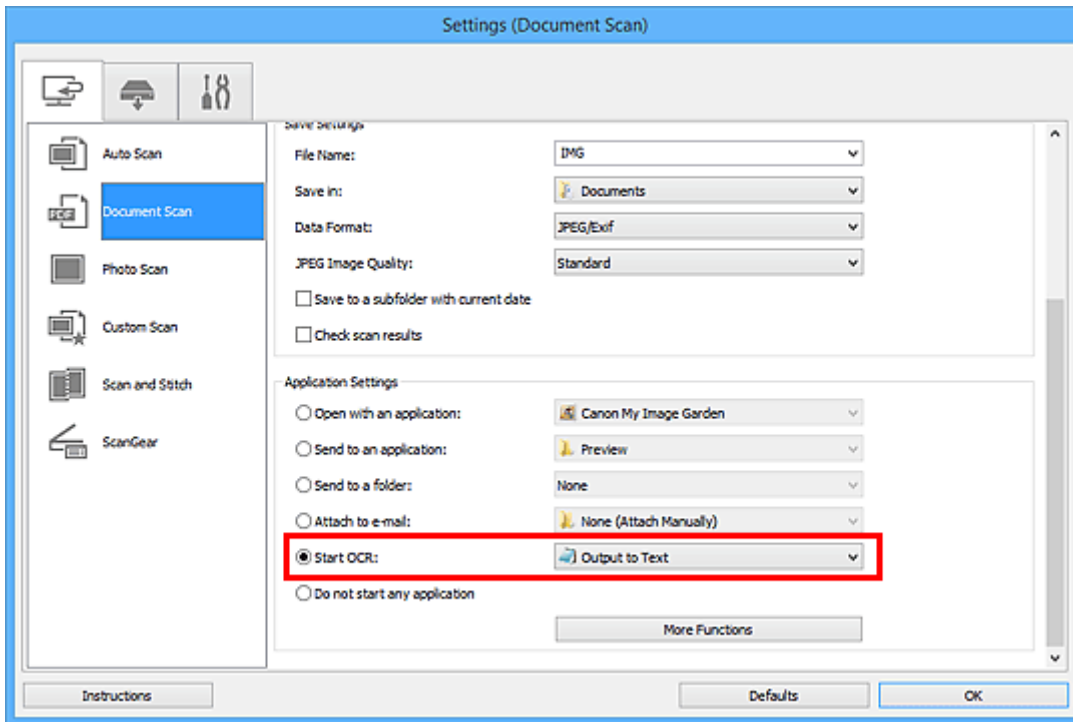 Settings (Document Scan)
Save Settings
Auto Scan
Document Scan
Photo Scan
Custom Scan
Scan and Stitch
ScanGear
File Name: IMG
Save in: Documents
Data Format: JPEG/Exif
JPEG Image Quality: Standard
Save to a subfolder with current date
Check scan results
Application Settings
Open with an application: Canon My Image Garden
Send to an application: Preview
Send to a folder: None
Attach to e-mail: None (Attach Manually)
Start OCR: Output to Text
Do not start any application
More Functions
Instructions Defaults OK